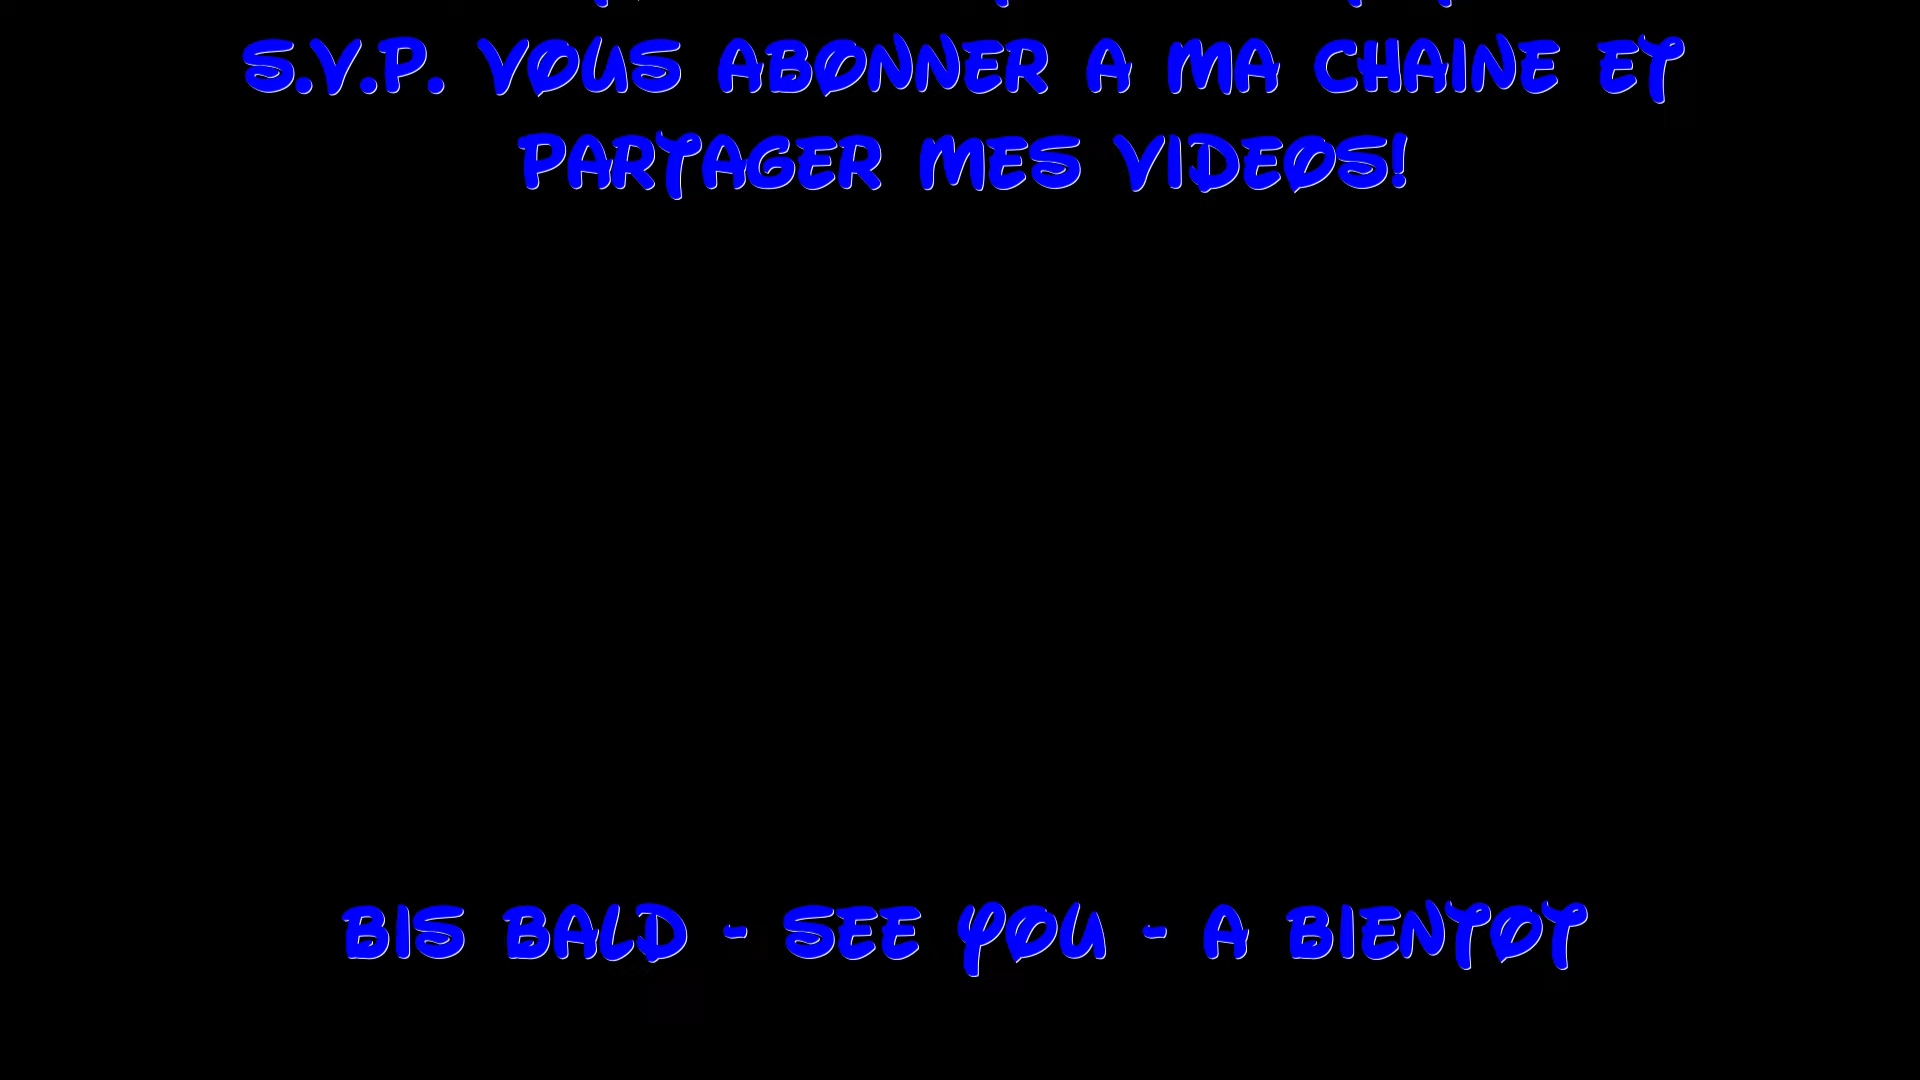 S.V.P. VOUS ABONNER A MA CHAINE ET
PARTAGER MES VIDEOS!
BIS BALD - SEE YOU - A BIENTOT